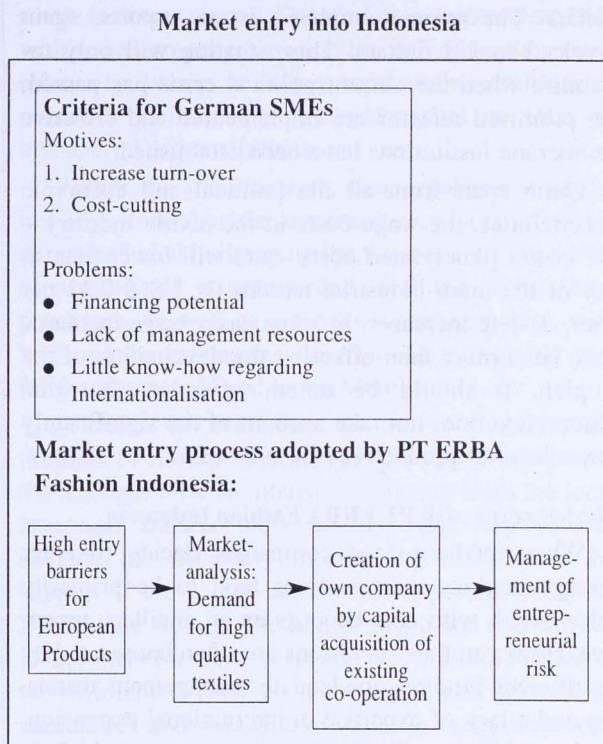 Market entry into Indonesia
Criteria for German SMEs
Motives:
1. Increase turn-over
2. Cost-cutting
Problems:
● Financing potential
● Lack of management resources
● Little know-how regarding
Internationalisation
Market entry process adopted by PT ERBA
Fashion Indonesia:
High entry
barriers
for
European
Products
Market-
analysis:
Demand
for high
quality
textiles
Creation of
own company
by capital
acquisition of
existing
co-operation
Manage-
ment of
entrep-
eneurial
risk